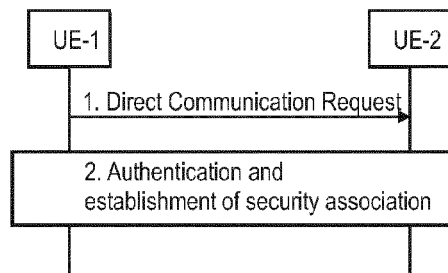 UE-1 UE-2
1. Direct Communication Request
2. Authentication and
establishment of security association